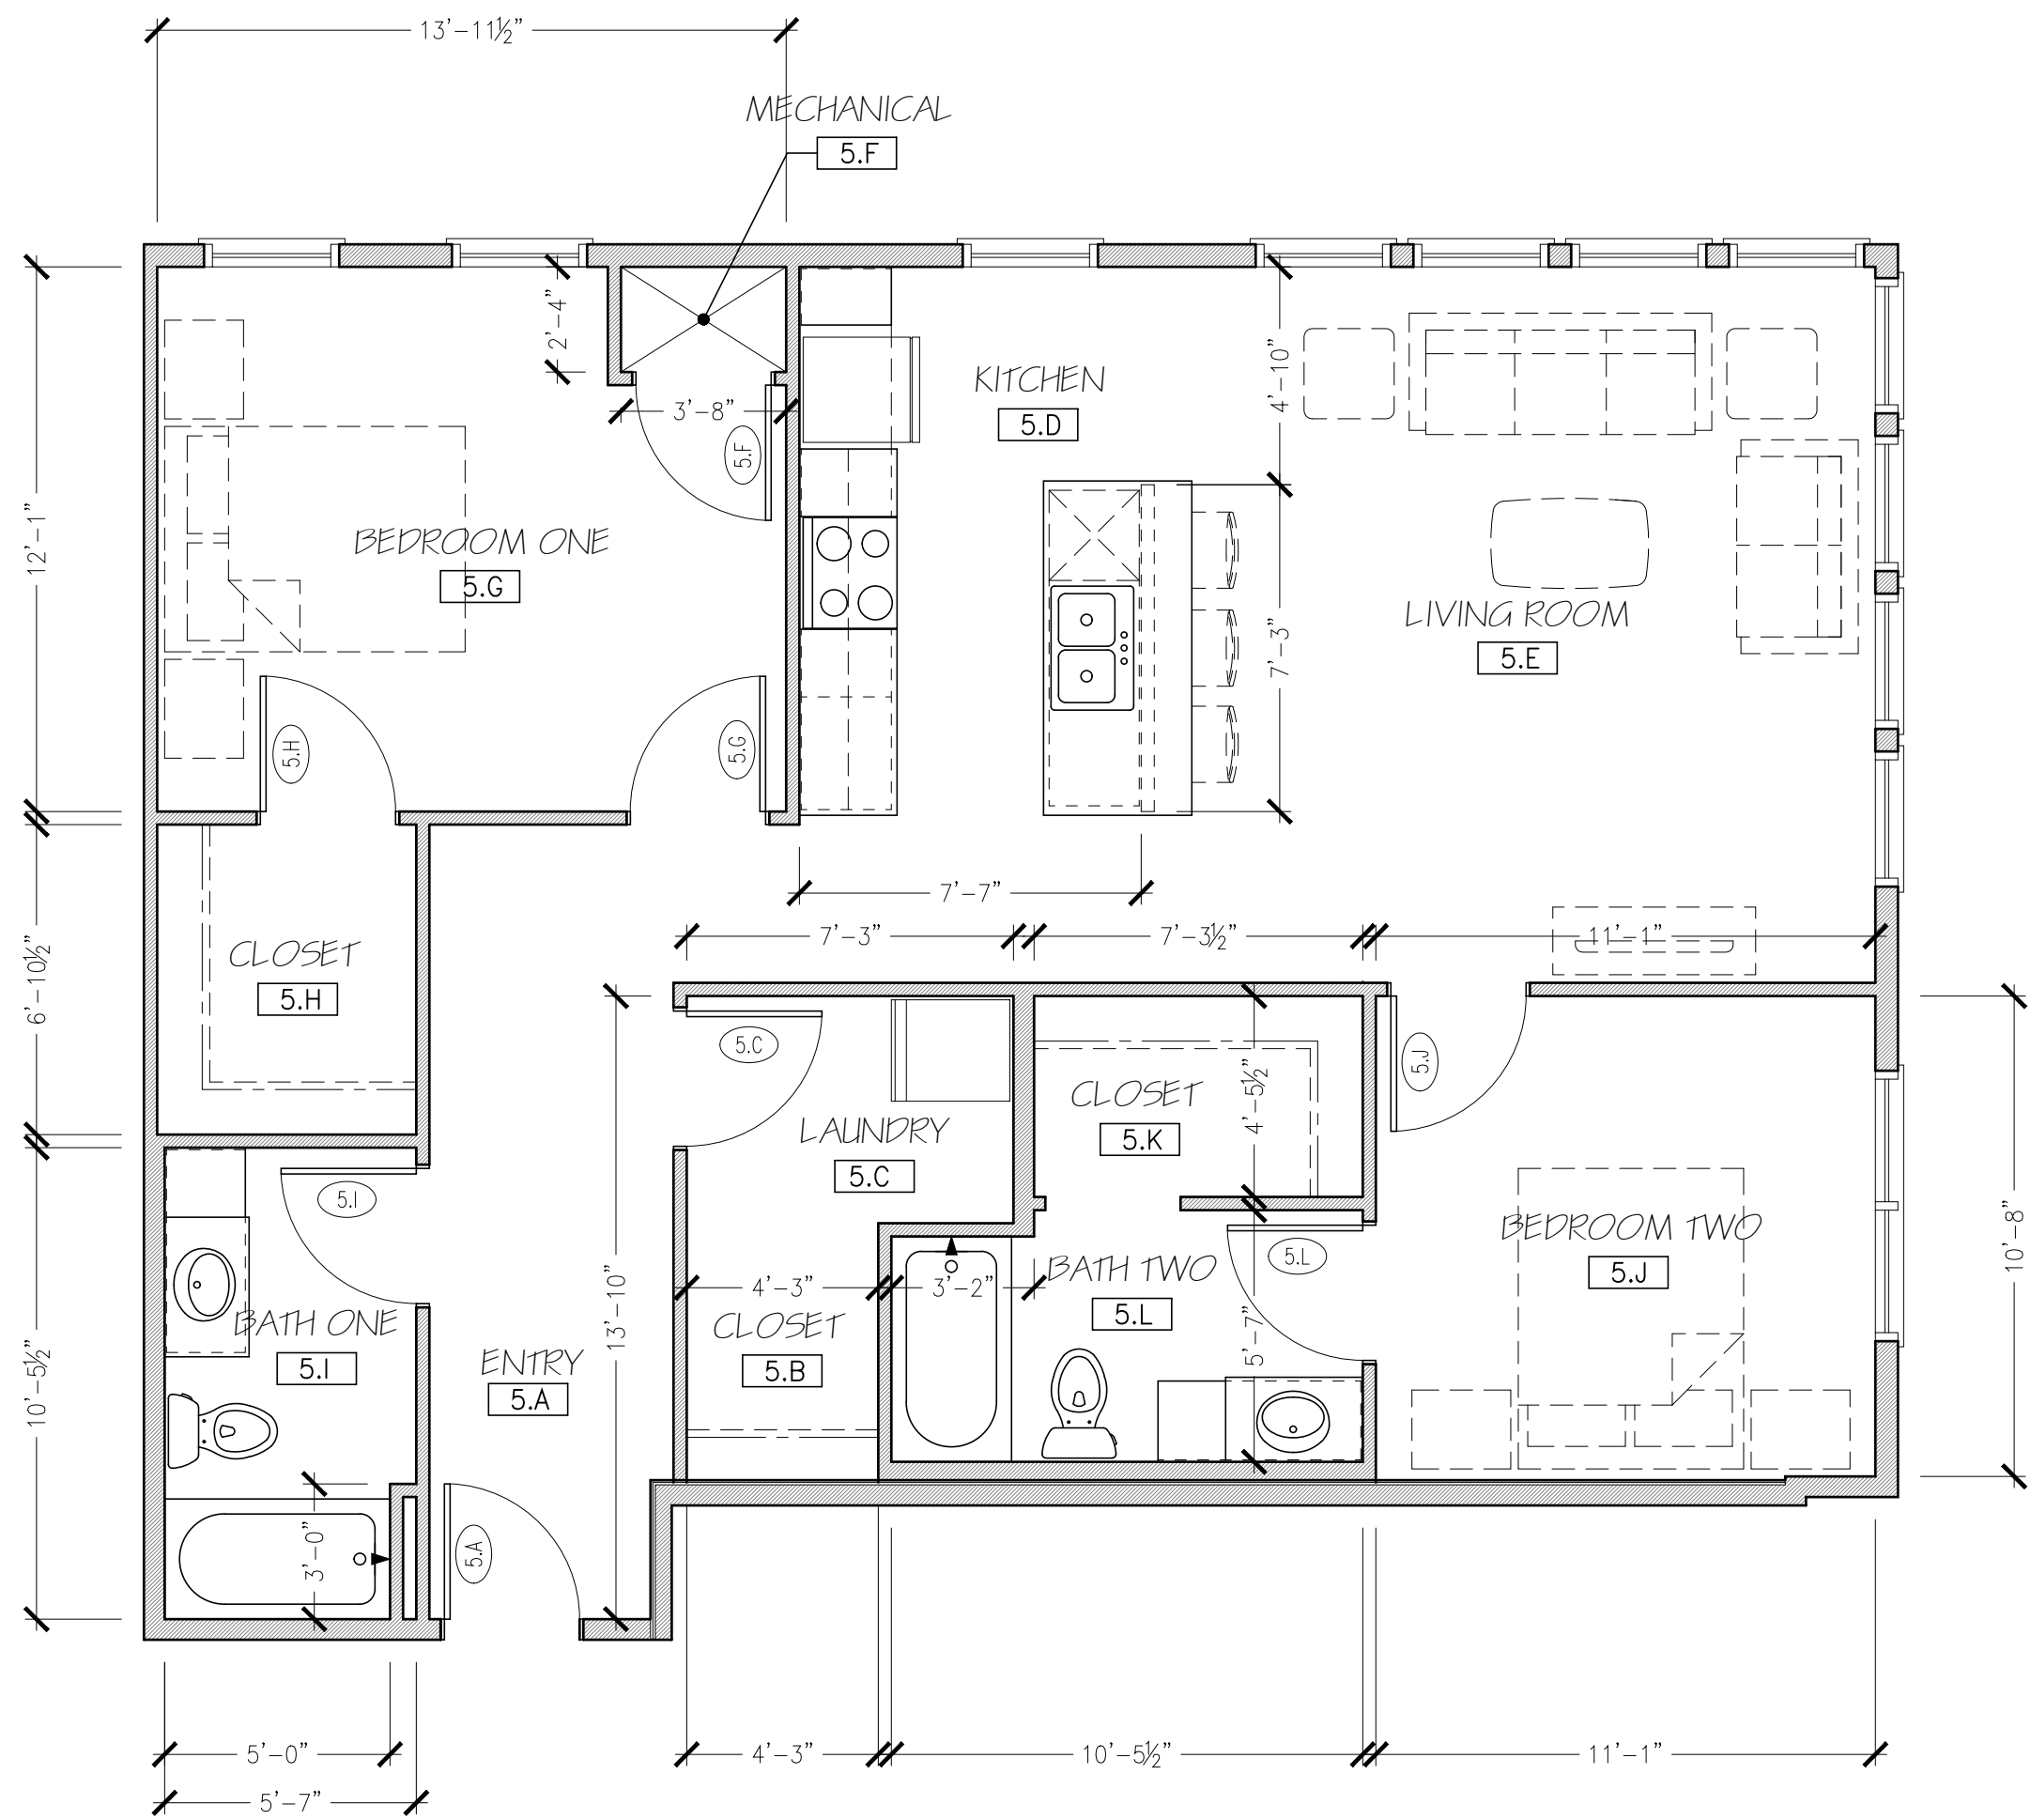 13'-11½"
MECHANICAL
5.F
2'-4"
KITCHEN
5.D
4'-10"
3'-8"
5.F
12'-1"
BEDROOM ONE
5.G
LIVING ROOM
5.E
7'-3"
5.H
5.G
7'-7"
7'-3"
7'-3½"
11'-1"
CLOSET
5.H
6'-10½"
5.C
5.J
CLOSET
5.K
4'-5½"
LAUNDRY
5.C
5.I
BEDROOM TWO
5.J
10'-8"
5.L
BATH TWO
5.L
4'-3"
3'-2"
13'-10"
CLOSET
5.B
BATH ONE
5.I
5'-7"
ENTRY
5.A
10'-5½"
3'-0"
5.A
5'-0"
4'-3"
10'-5½"
11'-1"
5'-7"